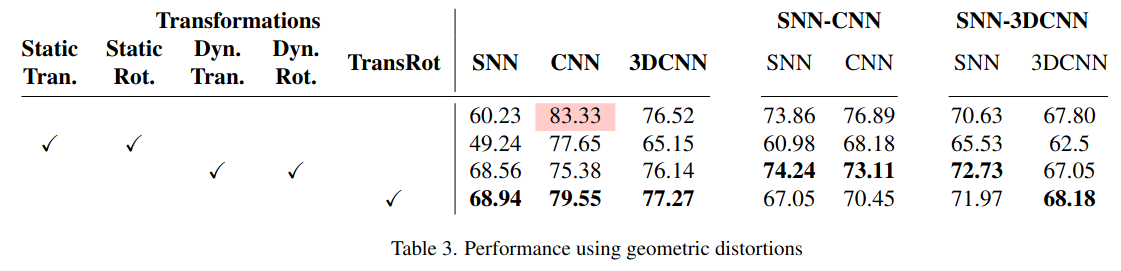 Transformations SNN-CNN SNN-3DCNN
Static Static Dyn. Dyn.
Tran. Rot. Tran. Rot. TransRot SNN CNN 3DCNN SNN CNN SNN 3DCNN
60.23 83.33 76.52 73.86 76.89 70.63 67.80
✓ ✓ 49.24 77.65 65.15 60.98 68.18 65.53 62.5
✓ ✓ 68.56 75.38 76.14 74.24 73.11 72.73 67.05
✓ 68.94 79.55 77.27 67.05 70.45 71.97 68.18
Table 3. Performance using geometric distortions